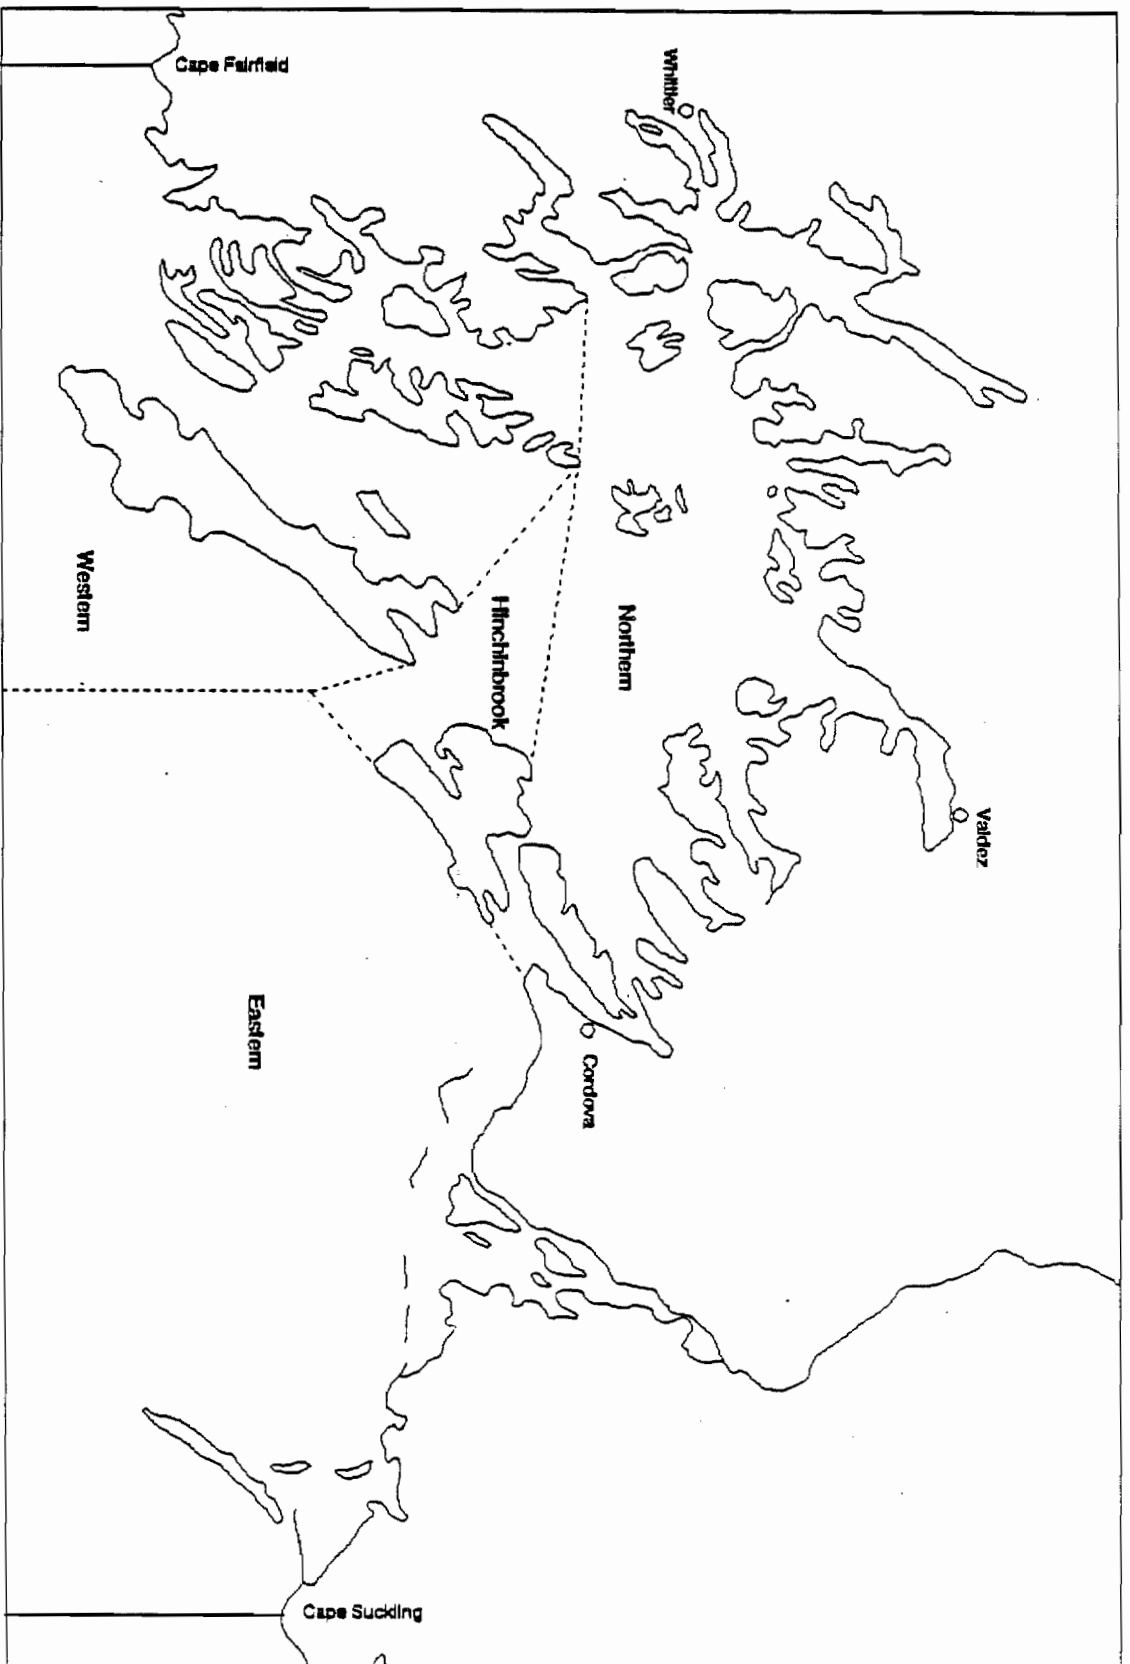 Cape Fairfield
Whittier
Valdez
Northern
Hinchinbrook
Western
Cordova
Eastern
Cape Suckling